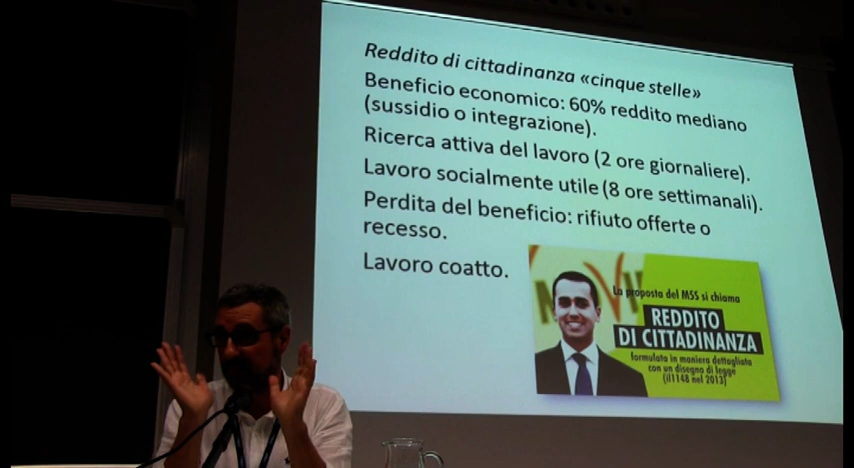 Reddito di cittadinanza «cinque stelle»
Beneficio economico: 60% reddito mediano
(sussidio o integrazione).
Ricerca attiva del lavoro (2 ore giornaliere).
Lavoro socialmente utile (8 ore settimanali).
Perdita del beneficio: rifiuto offerte o
recesso.
Lavoro coatto.
La proposta del M5S si chiama
REDDITO
DI CITTADINANZA
formulata in maniera dettagliata
con un disegno di legge
(il 1148 nel 2013)